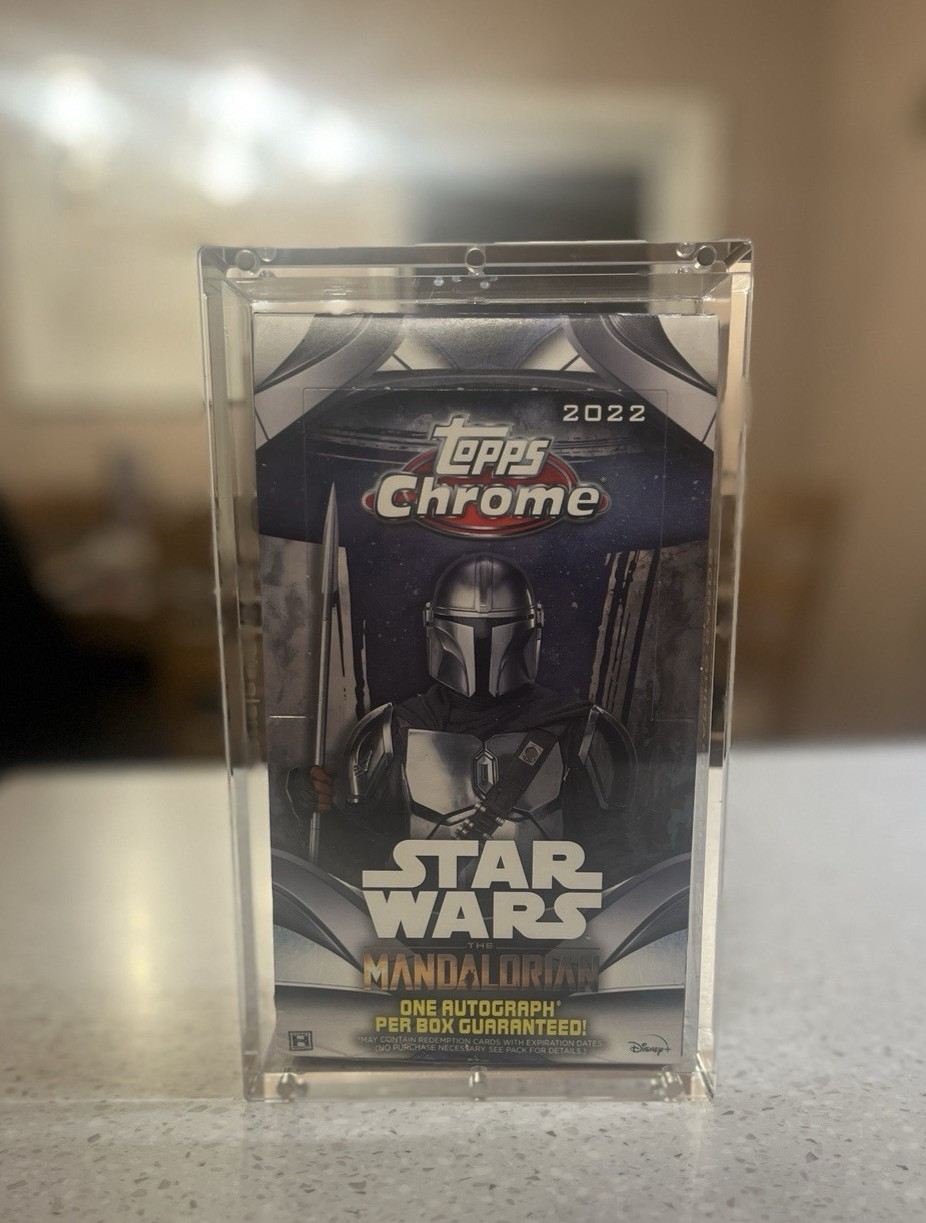 2022
Topps
Chrome
STAR
WARS
THE
MANDALORIAN
ONE AUTOGRAPH*
PER BOX GUARANTEED!
*MAY CONTAIN REDEMPTION CARDS WITH EXPIRATION DATES
(NO PURCHASE NECESSARY SEE PACK FOR DETAILS.)
H
Disney+